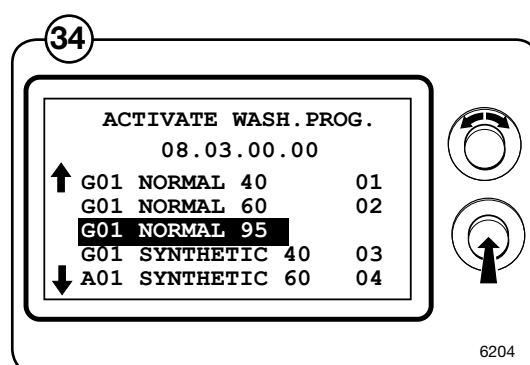 34
ACTIVATE WASH.PROG.
08.03.00.00
G01 NORMAL 40 01
G01 NORMAL 60 02
G01 NORMAL 95
G01 SYNTHETIC 40 03
A01 SYNTHETIC 60 04
6204